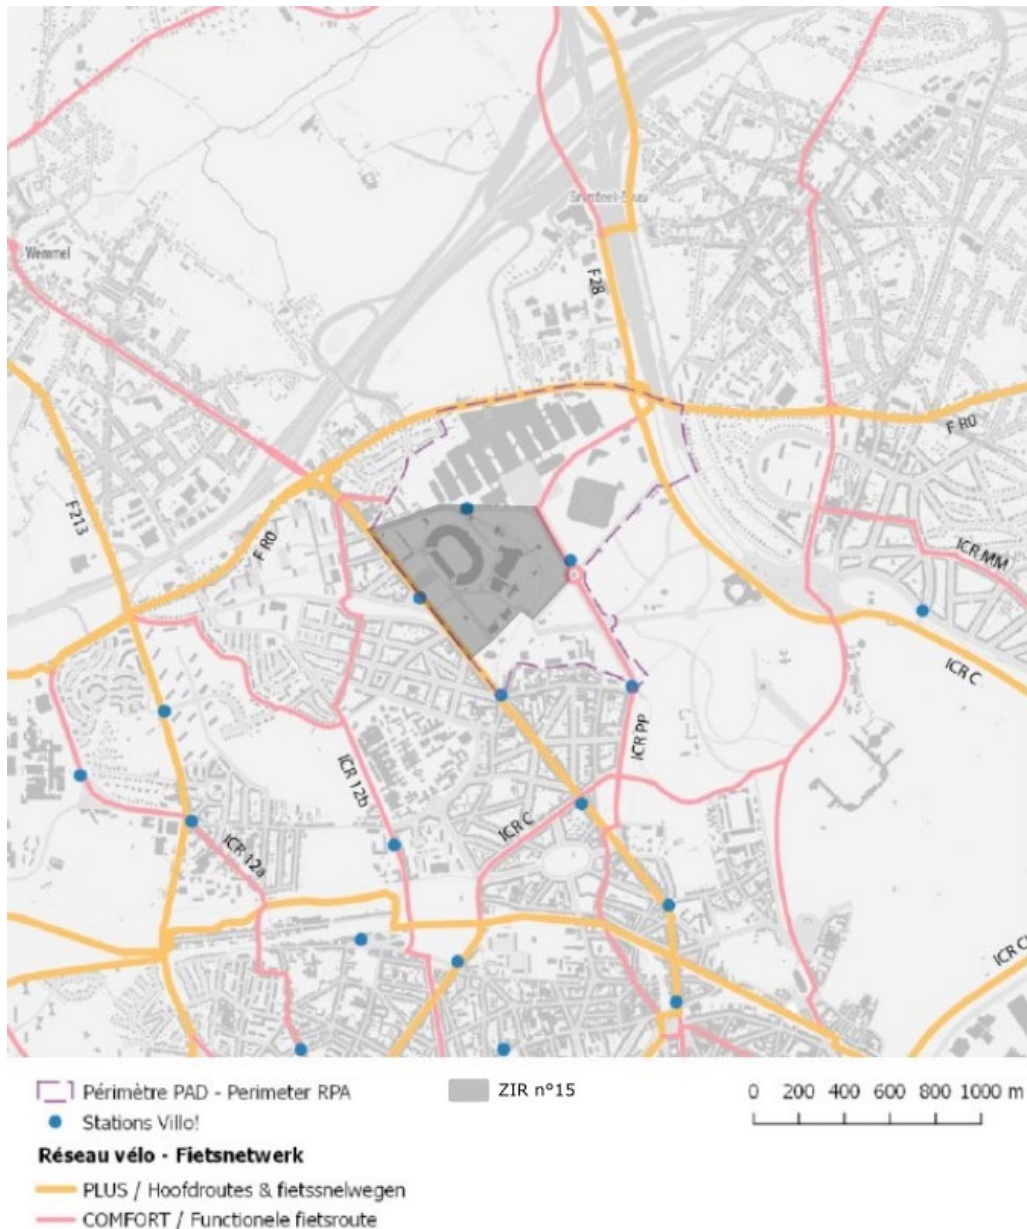 Wemmel
F28
F R0
F213
F R0
ICR MM
ICR C
ICR PP
ICR 12b
ICR C
ICR 12a
Périmètre PAD - Perimeter RPA
ZIR n°15
0 200 400 600 800 1000 m
Stations Villo!
Réseau vélo - Fietsnetwerk
PLUS / Hoofdroutes & fietssnelwegen
COMFORT / Functionele fietsroute